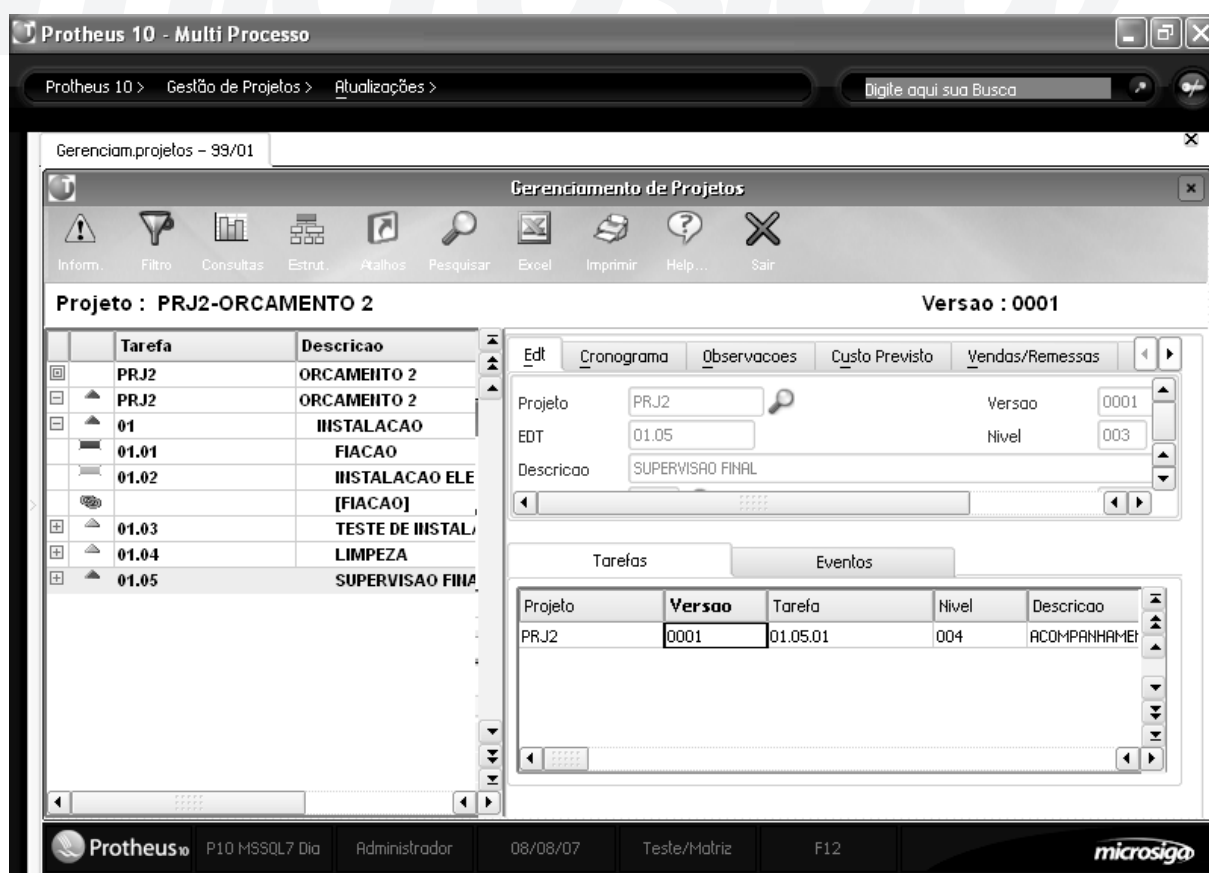 Protheus 10 - Multi Processo
Protheus 10 > Gestão de Projetos > Atualizações >
Digite aqui sua Busca
Gerenciam.projetos – 99/01
Gerenciamento de Projetos
Inform. Filtro Consultas Estrut. Atalhos Pesquisar Excel Imprimir Help... Sair
Projeto : PRJ2-ORCAMENTO 2 Versao : 0001
Tarefa Descricao
PRJ2 ORCAMENTO 2
PRJ2 ORCAMENTO 2
01 INSTALACAO
01.01 FIACAO
01.02 INSTALACAO ELE
[FIACAO]
01.03 TESTE DE INSTAL
01.04 LIMPEZA
01.05 SUPERVISAO FINA
Edt Cronograma Observacoes Custo Previsto Vendas/Remessas
Projeto PRJ2 Versao 0001
EDT 01.05 Nivel 003
Descricao SUPERVISAO FINAL
Tarefas Eventos
Projeto Versao Tarefa Nivel Descricao
PRJ2 0001 01.05.01 004 ACOMPANHAME
Protheus 10 P10 MSSQL7 Dia Administrador 08/08/07 Teste/Matriz F12 microsiga